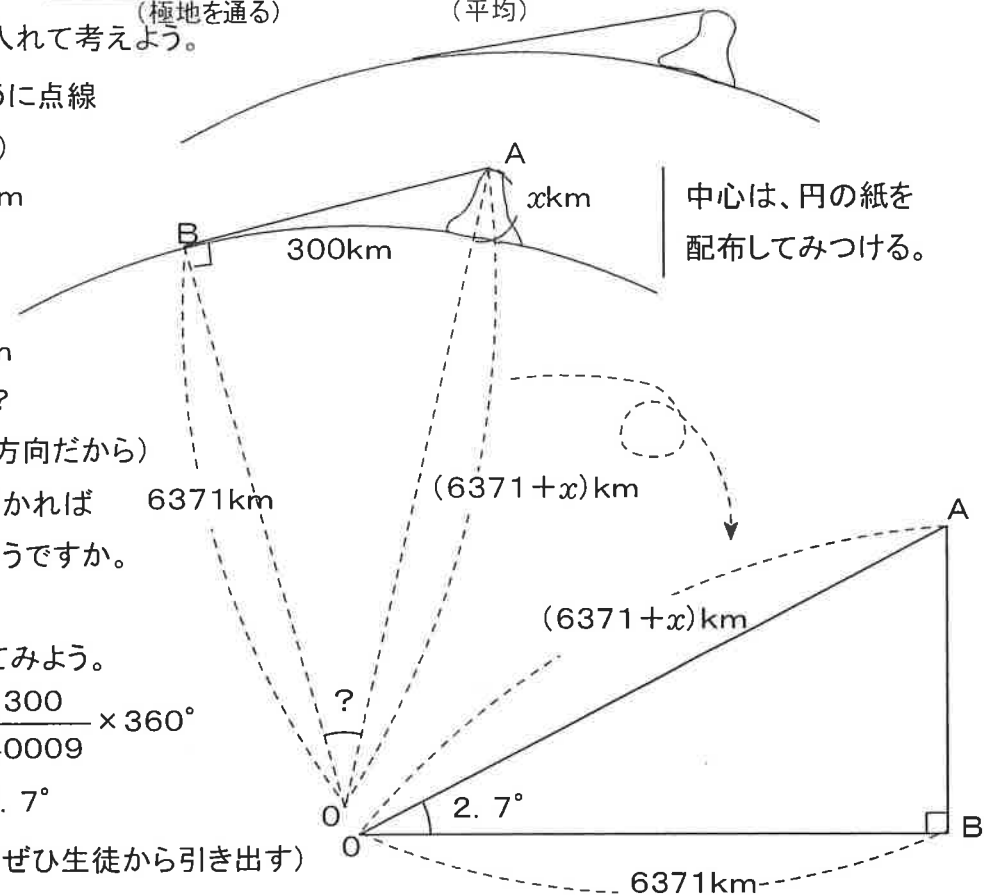 (極地を通る)
(平均)
入れて考えよう。
うに点線
)
A
xkm
m
中心は、円の紙を
配布してみつける。
B
300km
m
?
方向だから)
かれば
6371km
(6371+x)km
うですか。
A
(6371+x)km
てみよう。
300
0009
×360°
?
. 7°
2. 7°
O
O
B
ぜひ生徒から引き出す)
6371km